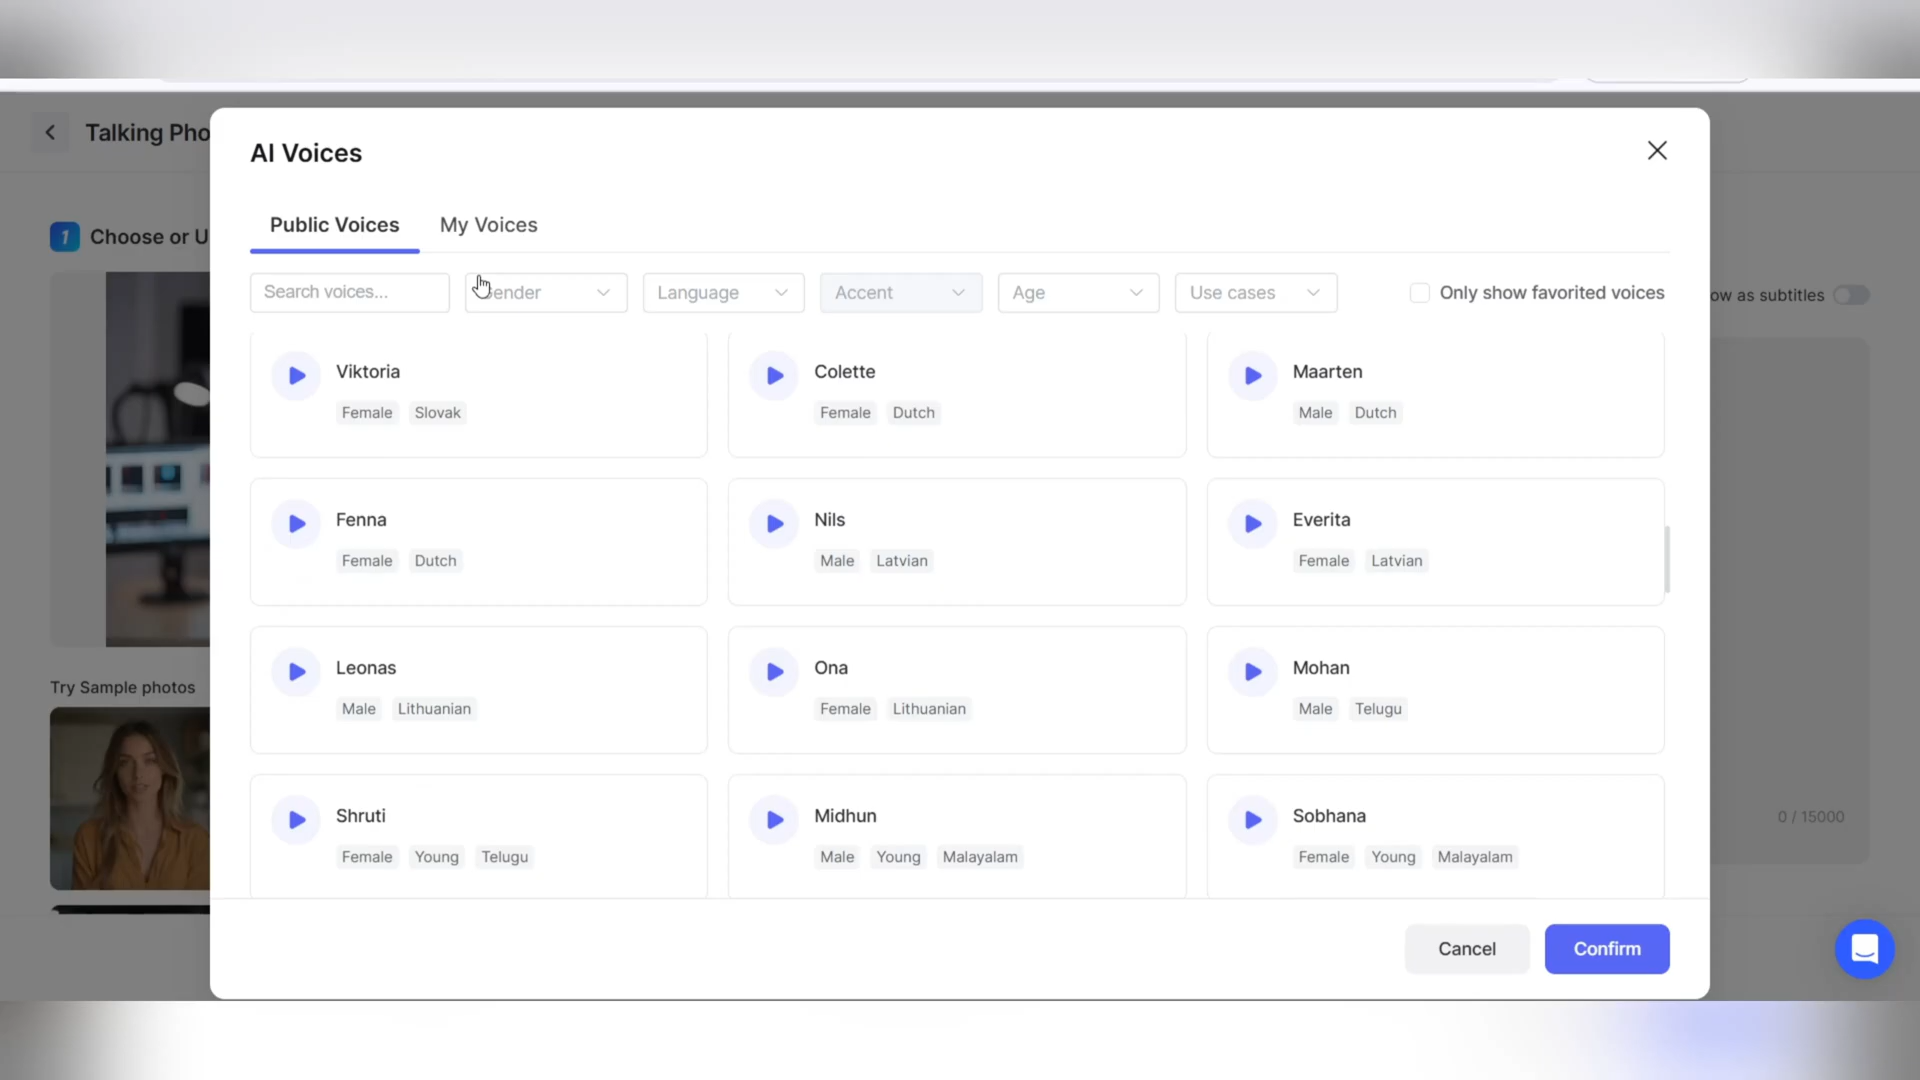 Talking Pho
AI Voices
Public Voices
My Voices
1 Choose or U
Search voices...
ender
Language
Accent
Age
Use cases
Only show favorited voices
ow as subtitles
Viktoria
Female Slovak
Colette
Female Dutch
Maarten
Male Dutch
Fenna
Female Dutch
Nils
Male Latvian
Everita
Female Latvian
Leonas
Male Lithuanian
Ona
Female Lithuanian
Mohan
Male Telugu
Try Sample photos
Shruti
Female Young Telugu
Midhun
Male Young Malayalam
Sobhana
Female Young Malayalam
0 / 15000
Cancel
Confirm